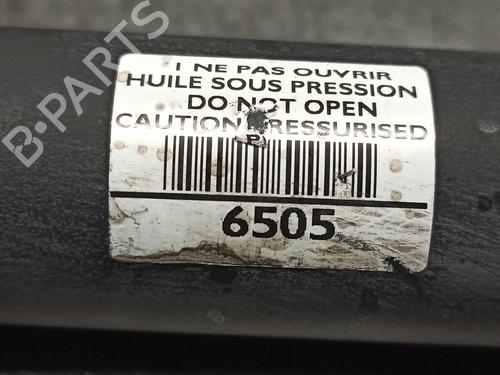 ! NE PAS OUVRIR
HUILE SOUS PRESSION
DO NOT OPEN
CAUTION PRESSURISED
6505
B-PARTS